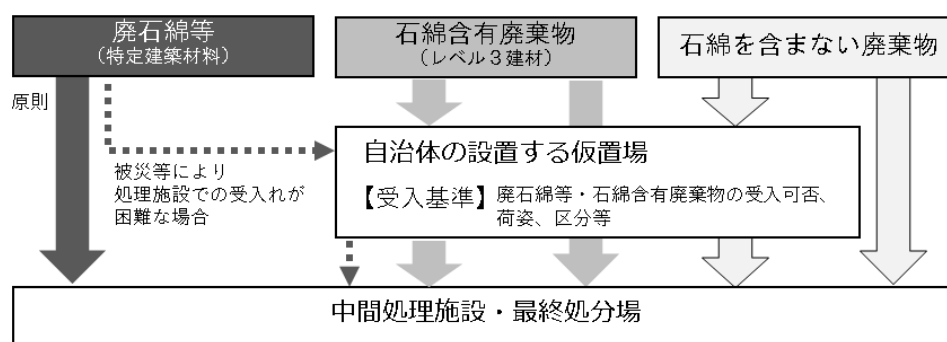 廃石綿等
（特定建築材料）
石綿含有廃棄物
（レベル３建材）
石綿を含まない廃棄物
原則
被災等により
処理施設での受入れが
困難な場合
自治体の設置する仮置場
【受入基準】廃石綿等・石綿含有廃棄物の受入可否、
荷姿、区分等
中間処理施設・最終処分場